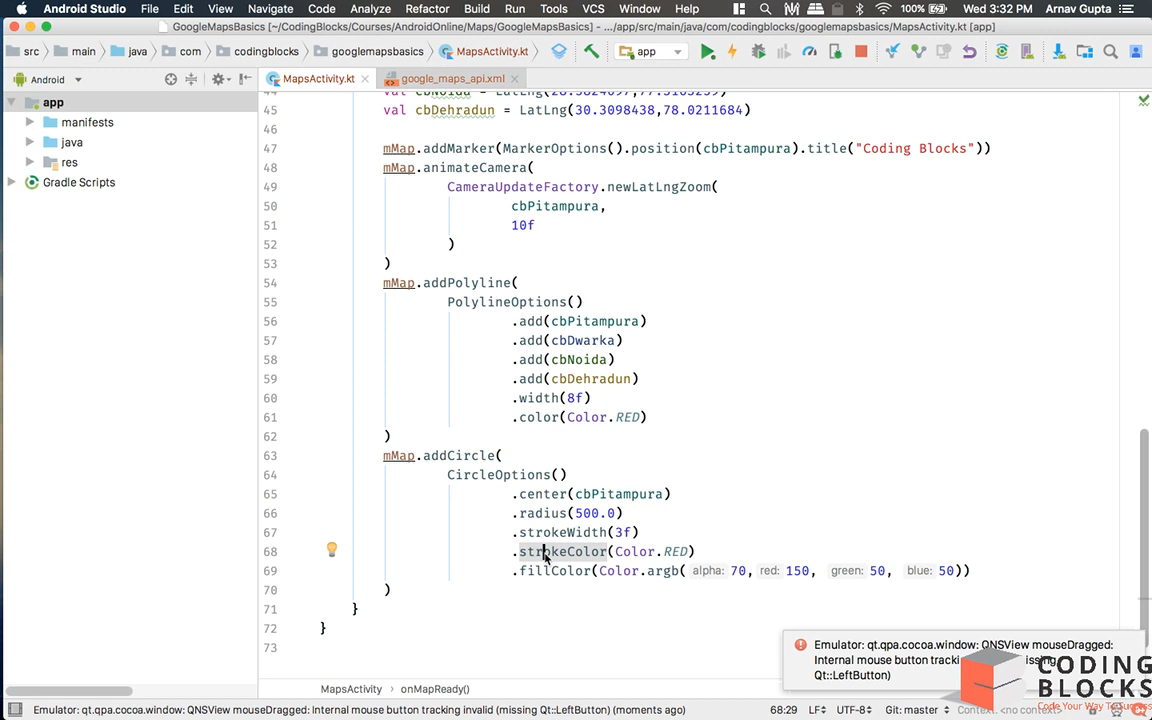 Android Studio File Edit View Navigate Code Analyze Refactor Build Run Tools VCS Window Help 100% Wed 3:32 PM Arnav Gupta
GoogleMapsBasics [~/CodingBlocks/Courses/AndroidOnline/Maps/GoogleMapsBasics] - .../app/src/main/java/com/codingblocks/googlemapsbasics/MapsActivity.kt [app]
src main java com codingblocks googlemapsbasics MapsActivity.kt app
Android MapsActivity.kt google_maps_api.xml
app
manifests
java
res
Gradle Scripts
45 val cbDehradun = LatLng(30.3098438,78.0211684)
46
47 mMap.addMarker(MarkerOptions().position(cbPitampura).title("Coding Blocks"))
48 mMap.animateCamera(
49 CameraUpdateFactory.newLatLngZoom(
50 cbPitampura,
51 10f
52 )
53 )
54 mMap.addPolyline(
55 PolylineOptions()
56 .add(cbPitampura)
57 .add(cbDwarka)
58 .add(cbNoida)
59 .add(cbDehradun)
60 .width(8f)
61 .color(Color.RED)
62 )
63 mMap.addCircle(
64 CircleOptions()
65 .center(cbPitampura)
66 .radius(500.0)
67 .strokeWidth(3f)
68 .strokeColor(Color.RED)
69 .fillColor(Color.argb( alpha: 70, red: 150, green: 50, blue: 50))
70 )
71 }
72 }
73
Emulator: qt.qpa.cocoa.window: QNSView mouseDragged:
Internal mouse button tracki
Qt::LeftButton)
CODING
BLOCKS
Code Your Way To Success
MapsActivity › onMapReady()
Emulator: qt.qpa.cocoa.window: QNSView mouseDragged: Internal mouse button tracking invalid (missing Qt::LeftButton) (moments ago) 68:29 LF UTF-8 Git: master Context: <no context>